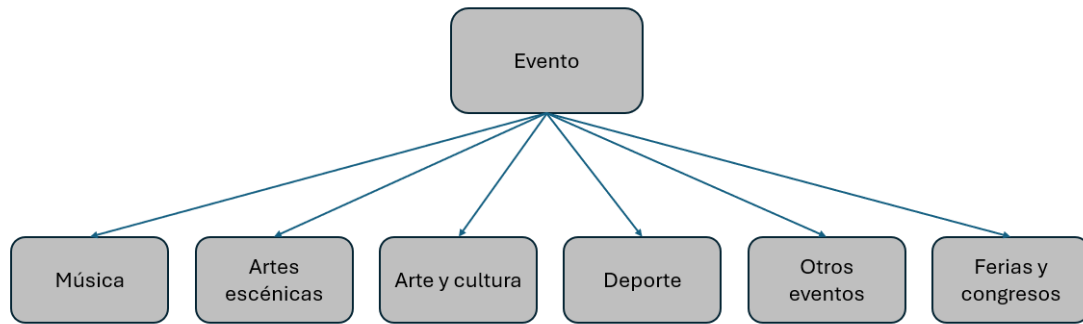 Evento
Música
Artes
escénicas
Arte y cultura
Deporte
Otros
eventos
Ferias y
congresos